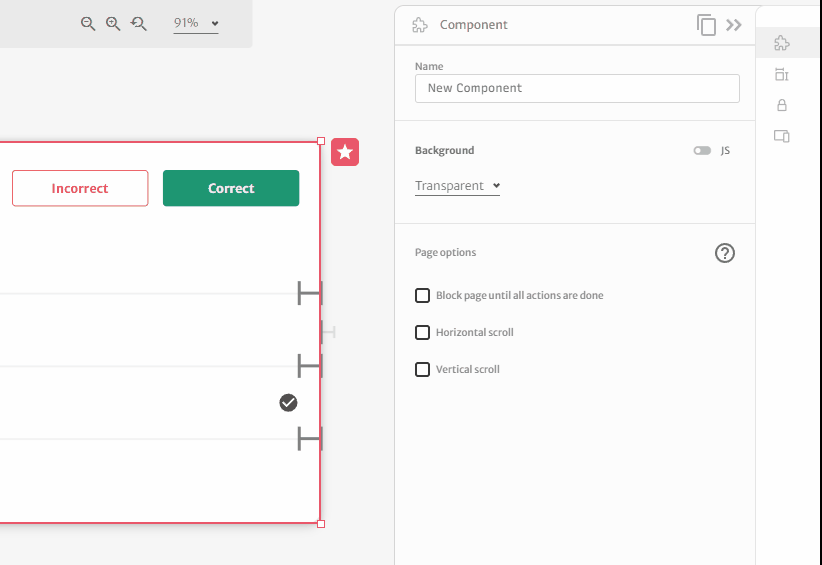 91%
Component
Name
New Component
Incorrect
Correct
Background
JS
Transparent
Page options
Block page until all actions are done
Horizontal scroll
Vertical scroll